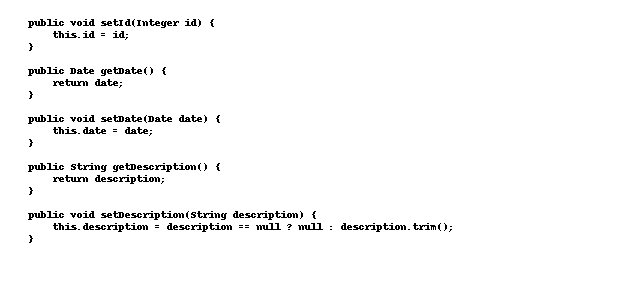 public void setId(Integer id) {
    this.id = id;
}
public Date getDate() {
    return date;
}
public void setDate(Date date) {
    this.date = date;
}
public String getDescription() {
    return description;
}
public void setDescription(String description) {
    this.description = description == null ? null : description.trim();
}